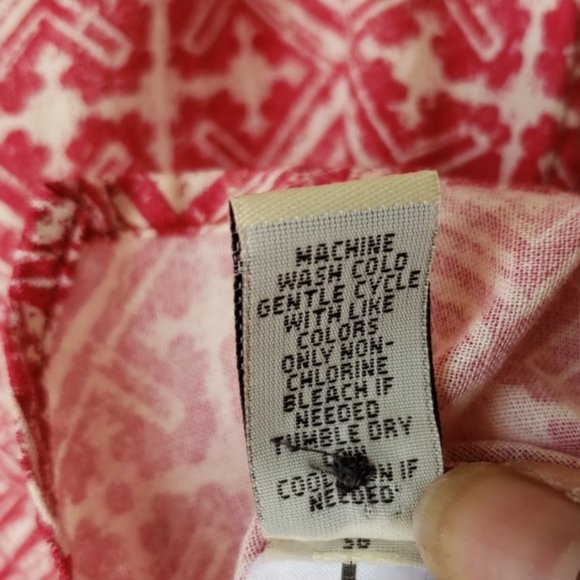 MACHINE
WASH COLD
GENTLE CYCLE
WITH LIKE
COLORS
ONLY NON-
CHLORINE
BLEACH IF
NEEDED
TUMBLE DRY
COOL IF
NEEDED